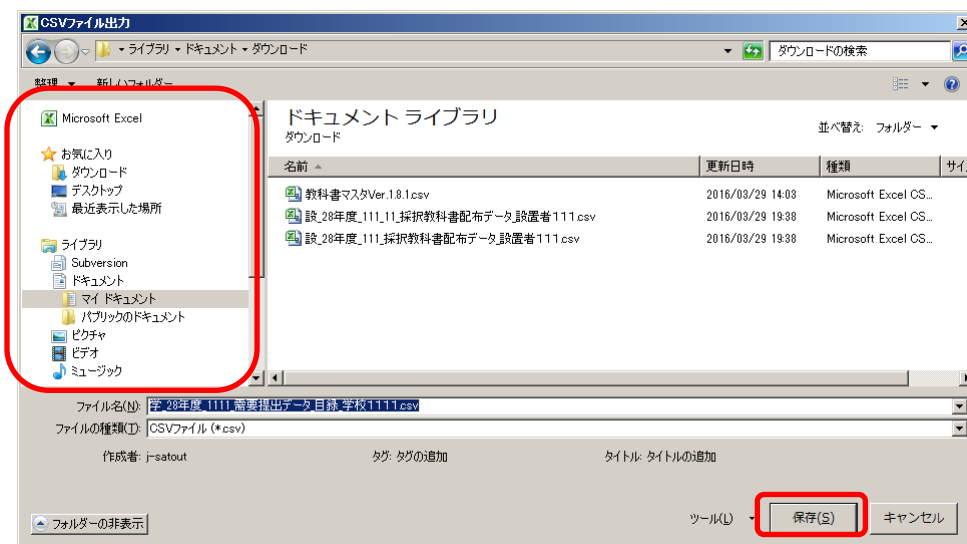 CSVファイル出力
ライブラリ ▾ ドキュメント ▾ ダウンロード
ダウンロードの検索
整理 新しいフォルダー
Microsoft Excel
お気に入り
ダウンロード
デスクトップ
最近表示した場所
ライブラリ
Subversion
ドキュメント
マイ ドキュメント
パブリックのドキュメント
ピクチャ
ビデオ
ミュージック
ドキュメント ライブラリ
ダウンロード
並べ替え: フォルダー ▾
名前 更新日時 種類 サイ
教科書マスタVer.1.8.1.csv 2016/03/29 14:03 Microsoft Excel CS...
設_28年度_111_11_採択教科書配布データ_設置者111.csv 2016/03/29 19:38 Microsoft Excel CS...
設_28年度_111_採択教科書配布データ_設置者111.csv 2016/03/29 19:38 Microsoft Excel CS...
ファイル名(N): 学_28年度_1111_需要提出データ_目録_学校1111.csv
ファイルの種類(T): CSVファイル (*.csv)
作成者: j-satout タグ: タグの追加 タイトル: タイトルの追加
フォルダーの非表示 ツール(L) 保存(S) キャンセル